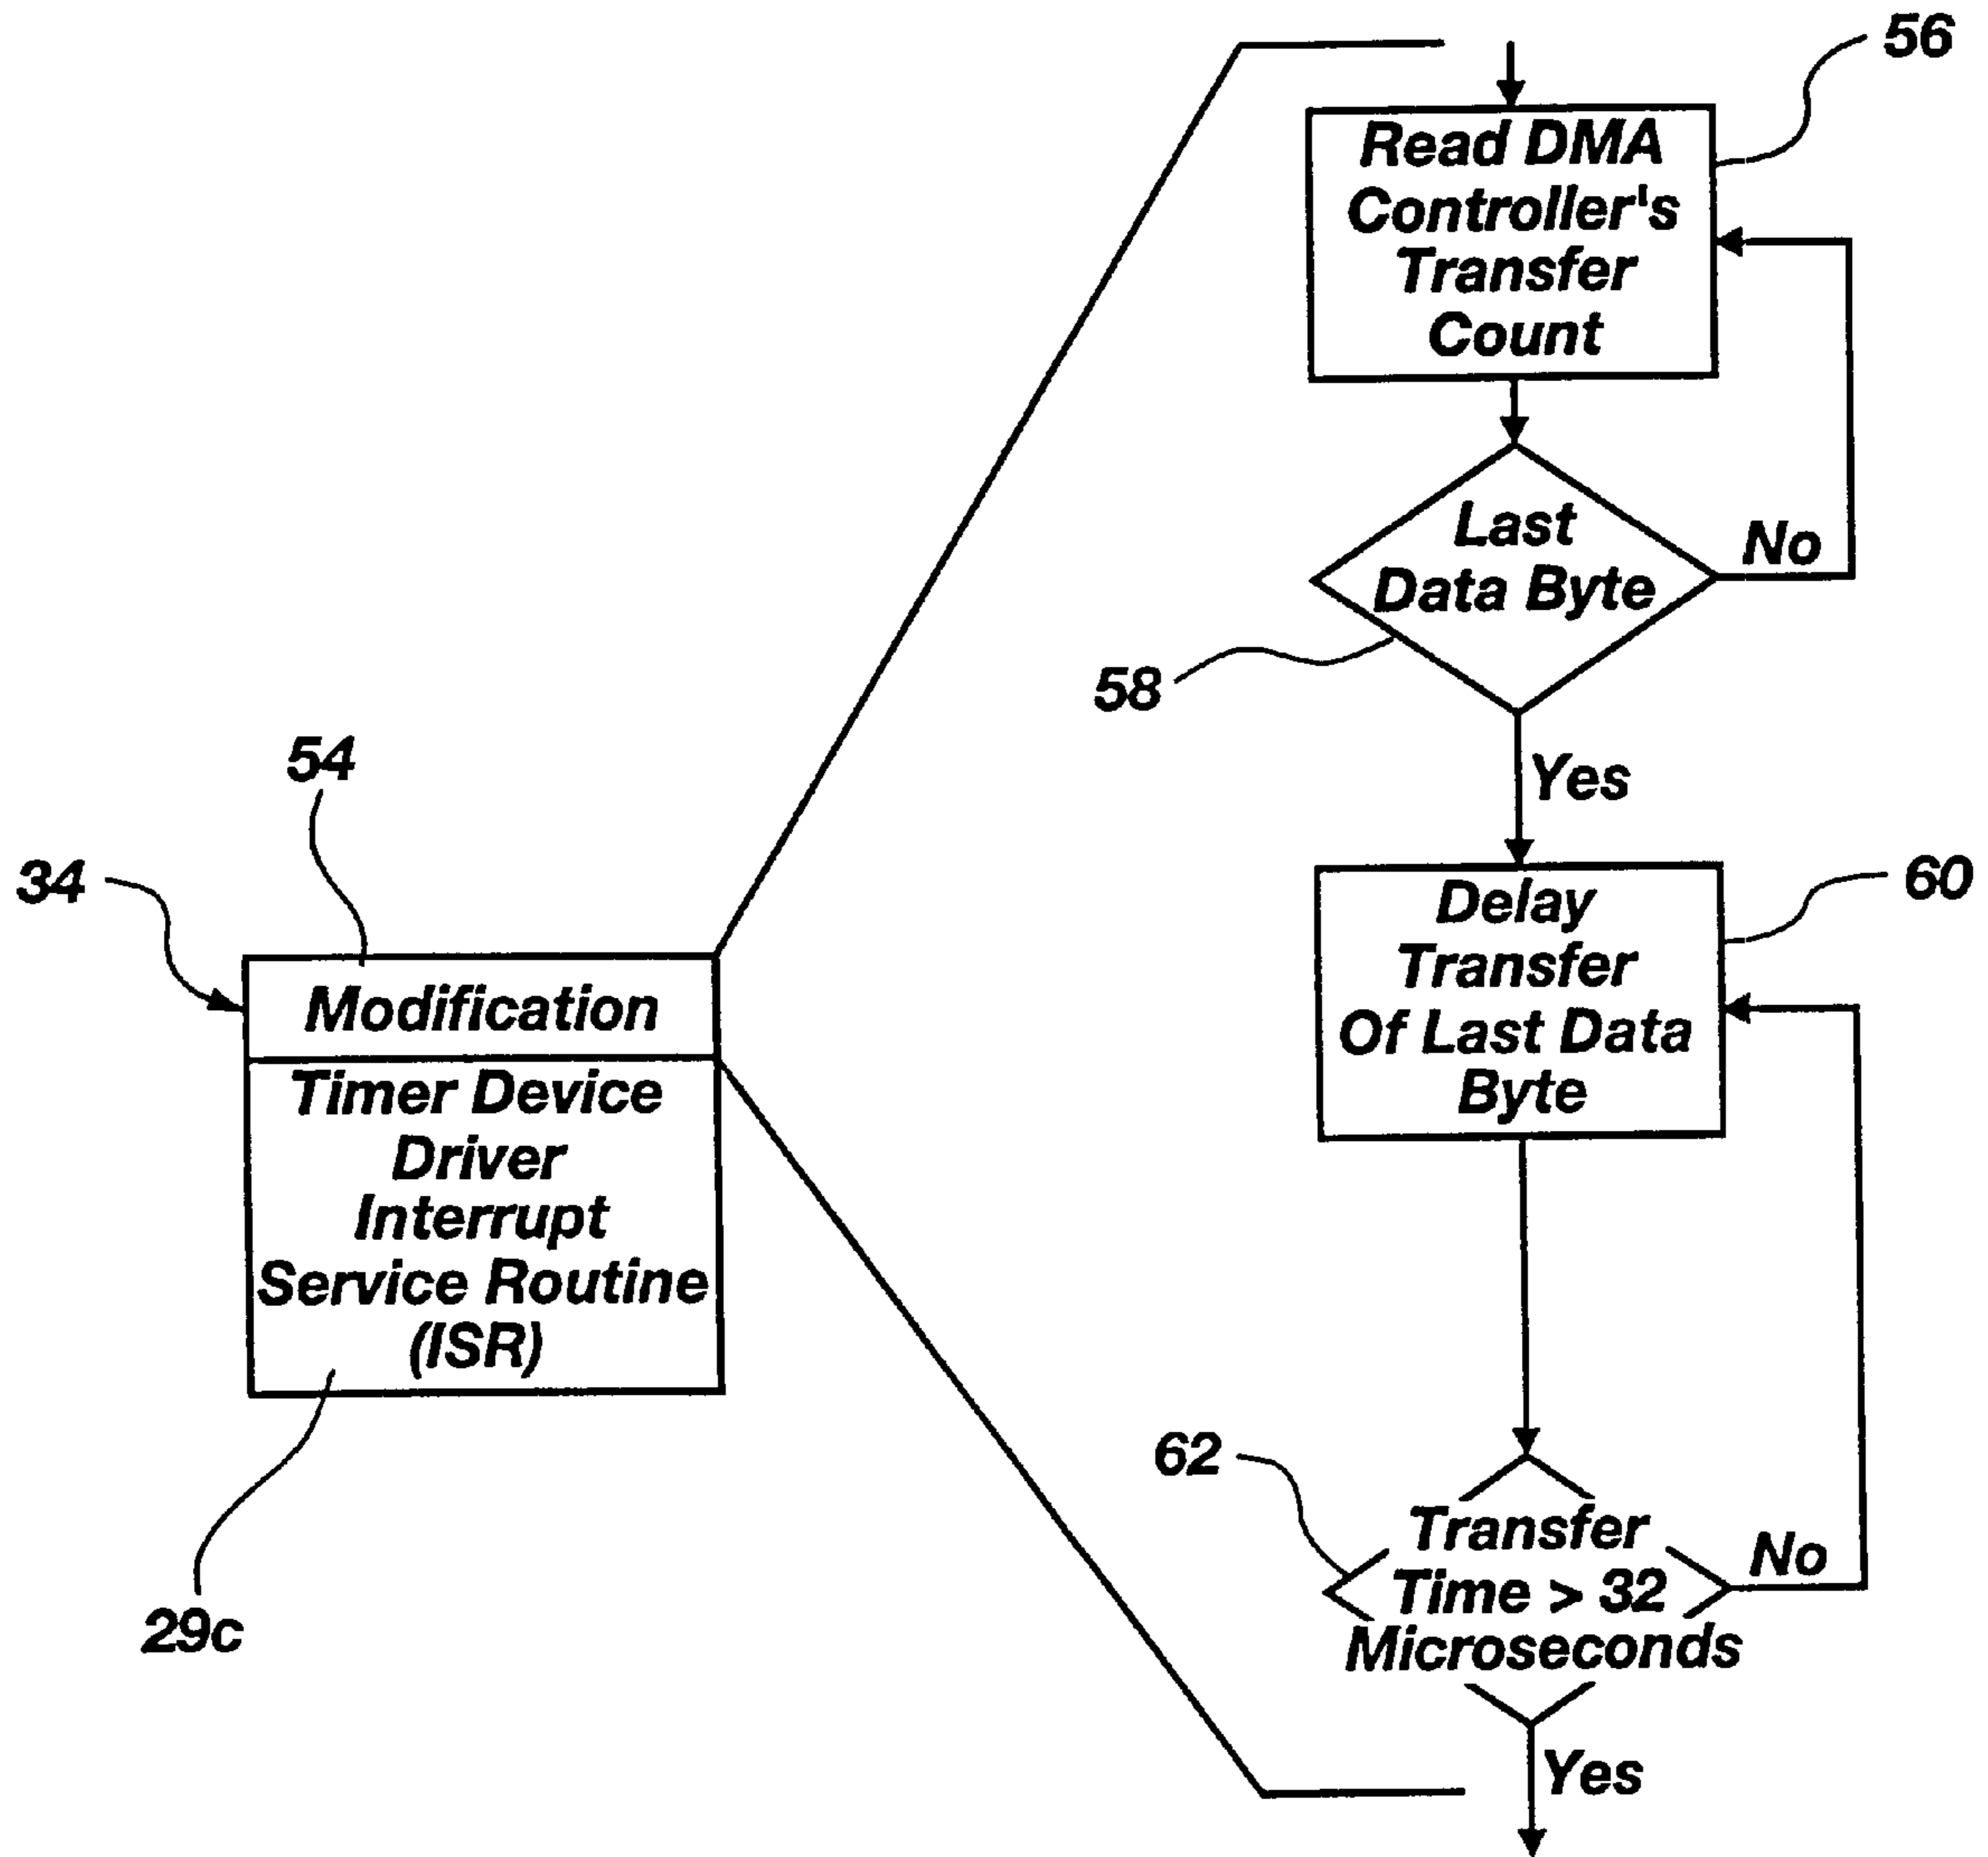 56
Read DMA
Controller's
Transfer
Count
Last
Data Byte
No
58
Yes
54
34
Modification
Timer Device
Driver
Interrupt
Service Routine
(ISR)
29c
60
Delay
Transfer
Of Last Data
Byte
62
Transfer
Time > 32
Microseconds
No
Yes